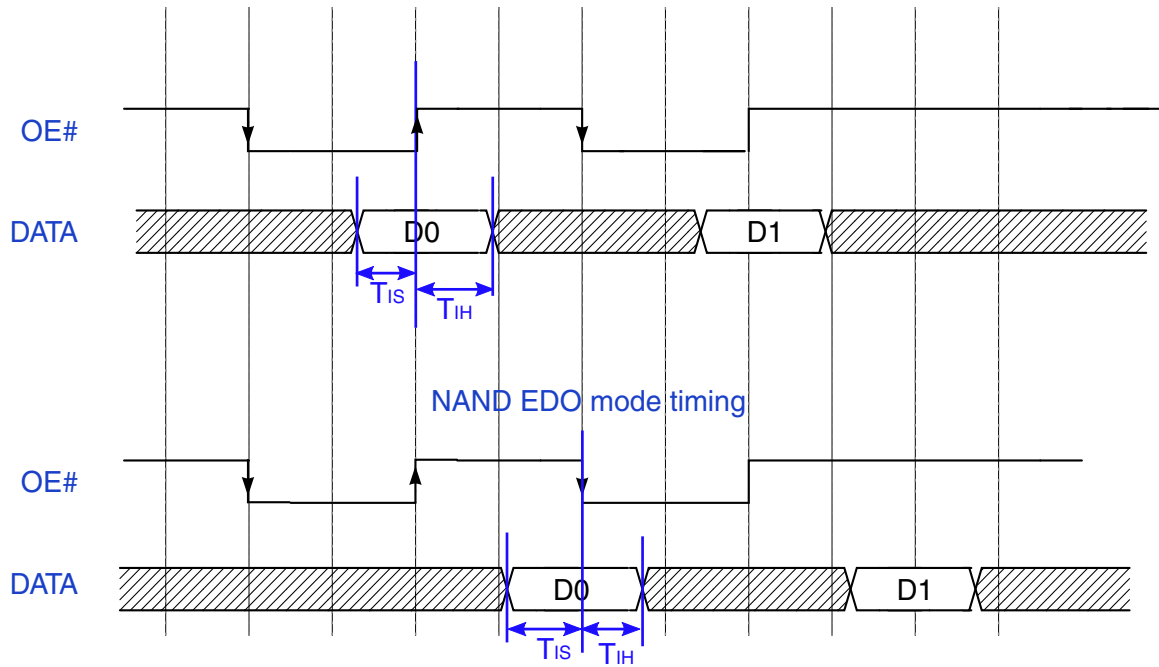 OE#
DATA
D0
D1
TIS
TIH
NAND EDO mode timing
OE#
DATA
D0
D1
TIS
TIH